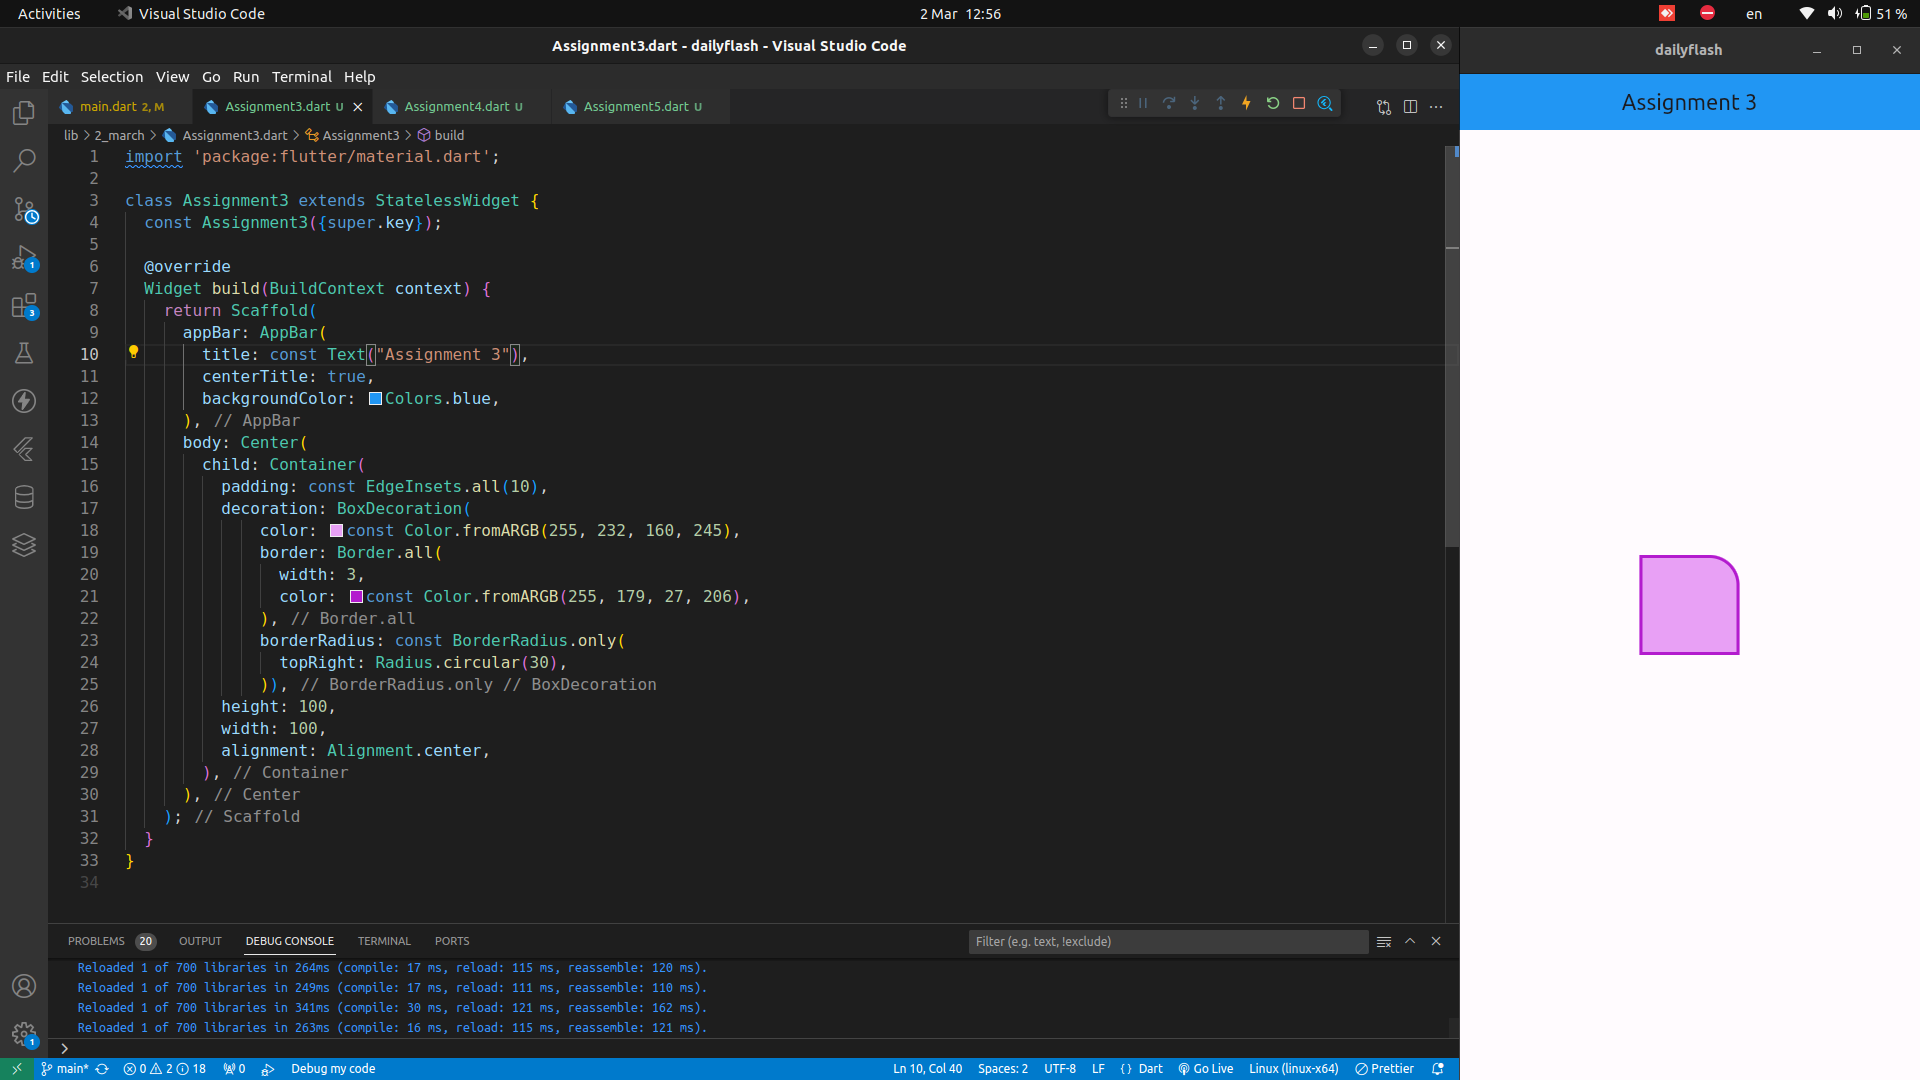 Activities
Visual Studio Code
2 Mar 12:56
en
51 %
Assignment3.dart - dailyflash - Visual Studio Code
File Edit Selection View Go Run Terminal Help
main.dart 2, M
Assignment3.dart U
Assignment4.dart U
Assignment5.dart U
lib > 2_march > Assignment3.dart > Assignment3 > build
1 import 'package:flutter/material.dart';
2
3 class Assignment3 extends StatelessWidget {
4 const Assignment3({super.key});
5
6 @override
7 Widget build(BuildContext context) {
8 return Scaffold(
9 appBar: AppBar(
10 title: const Text("Assignment 3"),
11 centerTitle: true,
12 backgroundColor: Colors.blue,
13 ), // AppBar
14 body: Center(
15 child: Container(
16 padding: const EdgeInsets.all(10),
17 decoration: BoxDecoration(
18 color: const Color.fromARGB(255, 232, 160, 245),
19 border: Border.all(
20 width: 3,
21 color: const Color.fromARGB(255, 179, 27, 206),
22 ), // Border.all
23 borderRadius: const BorderRadius.only(
24 topRight: Radius.circular(30),
25 )), // BorderRadius.only // BoxDecoration
26 height: 100,
27 width: 100,
28 alignment: Alignment.center,
29 ), // Container
30 ), // Center
31 ); // Scaffold
32 }
33 }
34
1
3
1
PROBLEMS 20 OUTPUT DEBUG CONSOLE TERMINAL PORTS
Filter (e.g. text, !exclude)
Reloaded 1 of 700 libraries in 264ms (compile: 17 ms, reload: 115 ms, reassemble: 120 ms).
Reloaded 1 of 700 libraries in 249ms (compile: 17 ms, reload: 111 ms, reassemble: 110 ms).
Reloaded 1 of 700 libraries in 341ms (compile: 30 ms, reload: 121 ms, reassemble: 162 ms).
Reloaded 1 of 700 libraries in 263ms (compile: 16 ms, reload: 115 ms, reassemble: 121 ms).
>
main* 0 2 18 0 Debug my code
Ln 10, Col 40 Spaces: 2 UTF-8 LF {} Dart Go Live Linux (linux-x64) Prettier
dailyflash
Assignment 3